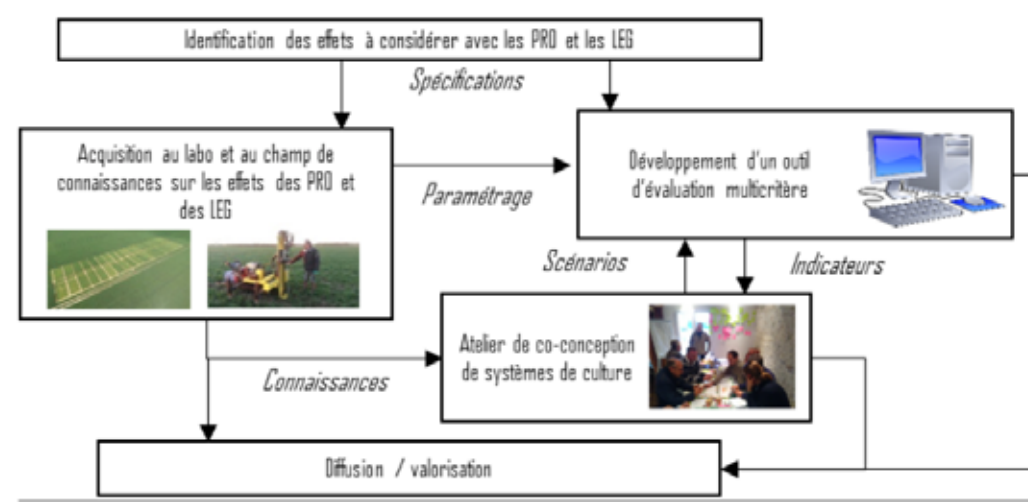 Identification des effets à considérer avec les PRO et les LEG
Spécifications
Acquisition au labo et au champ de
connaissances sur les effets des PRO et
des LEG
Paramétrage
Développement d'un outil
d'évaluation multicritère
Scénarios
Indicateurs
Atelier de co-conception
de systèmes de culture
Connaissances
Diffusion / valorisation